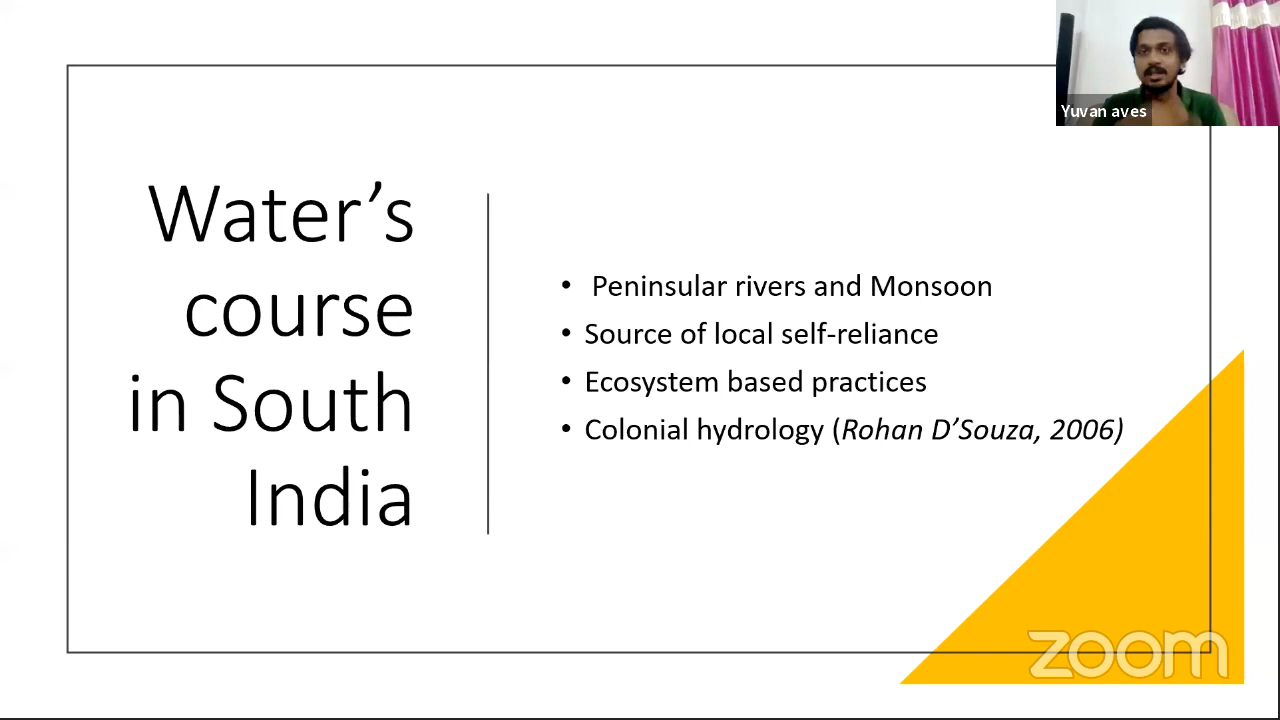 Yuvan aves
Water’s
course
in South
India
• Peninsular rivers and Monsoon
• Source of local self-reliance
• Ecosystem based practices
• Colonial hydrology (Rohan D’Souza, 2006)
zoom